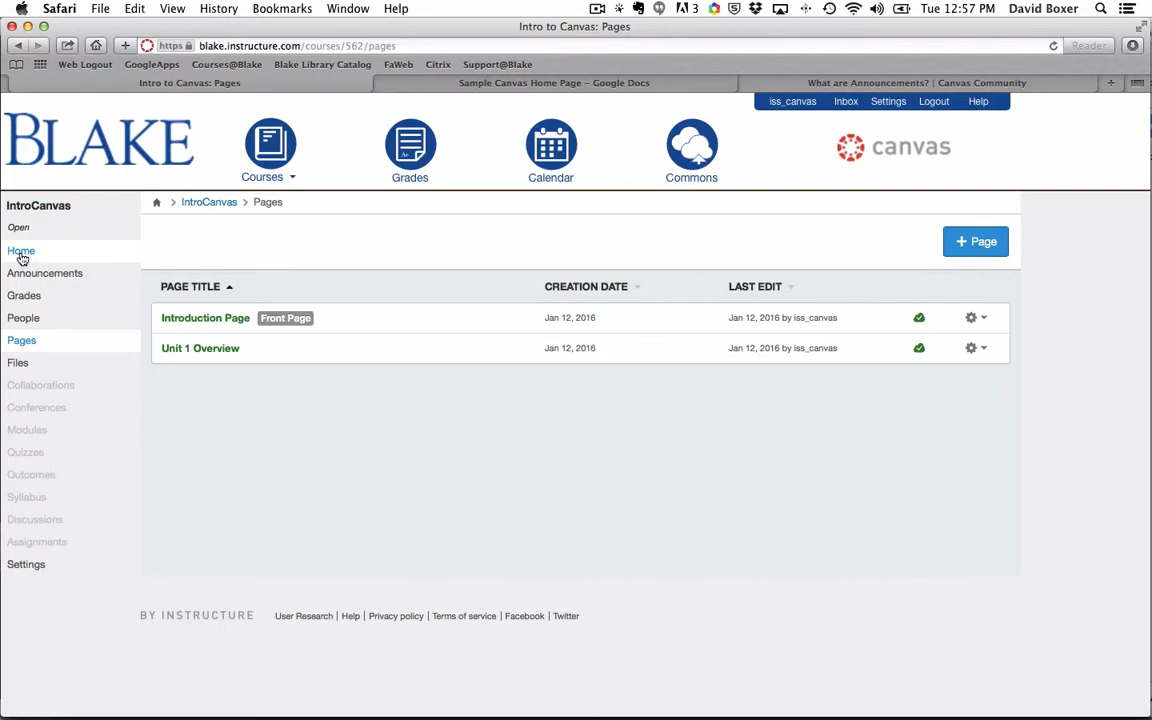 Safari File Edit View History Bookmarks Window Help 3 5 Tue 12:57 PM David Boxer
Intro to Canvas: Pages
https blake.instructure.com/courses/562/pages Reader
Web Logout GoogleApps Courses@Blake Blake Library Catalog FaWeb Citrix Support@Blake
Intro to Canvas: Pages Sample Canvas Home Page – Google Docs What are Announcements? | Canvas Community
iss_canvas Inbox Settings Logout Help
BLAKE
Courses Grades Calendar Commons
canvas
IntroCanvas
Open
Home
Announcements
Grades
People
Pages
Files
Collaborations
Conferences
Modules
Quizzes
Outcomes
Syllabus
Discussions
Assignments
Settings
IntroCanvas > Pages
+ Page
PAGE TITLE CREATION DATE LAST EDIT
Introduction Page Front Page Jan 12, 2016 Jan 12, 2016 by iss_canvas
Unit 1 Overview Jan 12, 2016 Jan 12, 2016 by iss_canvas
BY INSTRUCTURE User Research | Help | Privacy policy | Terms of service | Facebook | Twitter